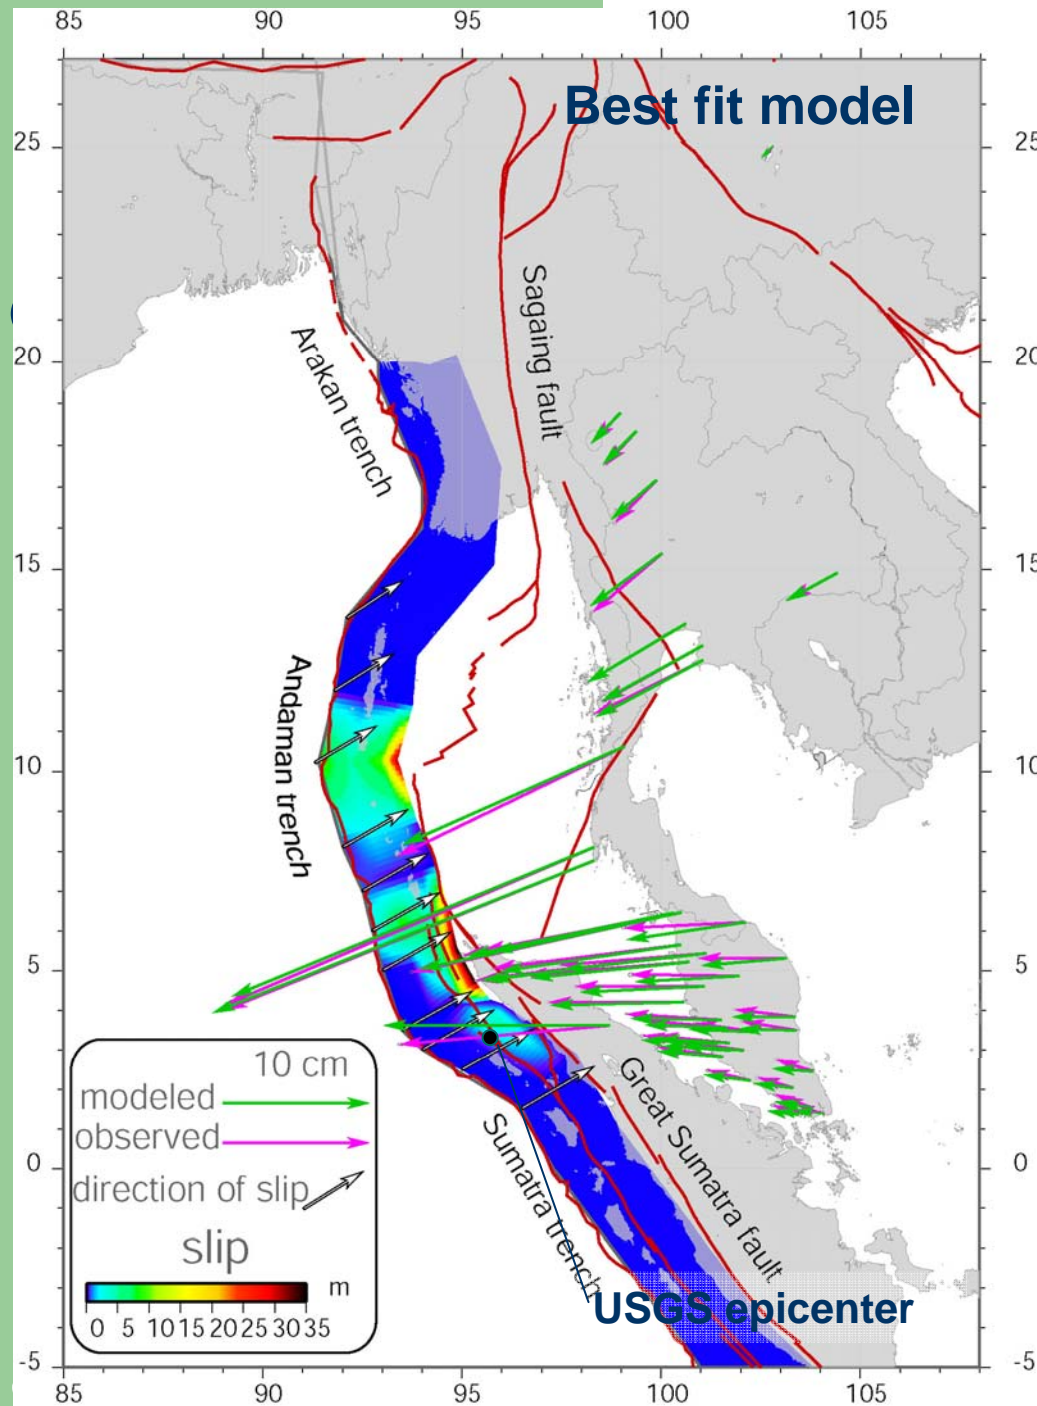 85 90 95 100 105
Best fit model
25 25
Sagaing fault
20 20
Arakan trench
15 15
Andaman trench
10 10
5 5
10 cm
modeled
observed
direction of slip
slip
m
0 5 10 15 20 25 30 35
Great Sumatra fault
Sumatra trench
0 0
USGS epicenter
-5 -5
85 90 95 100 105